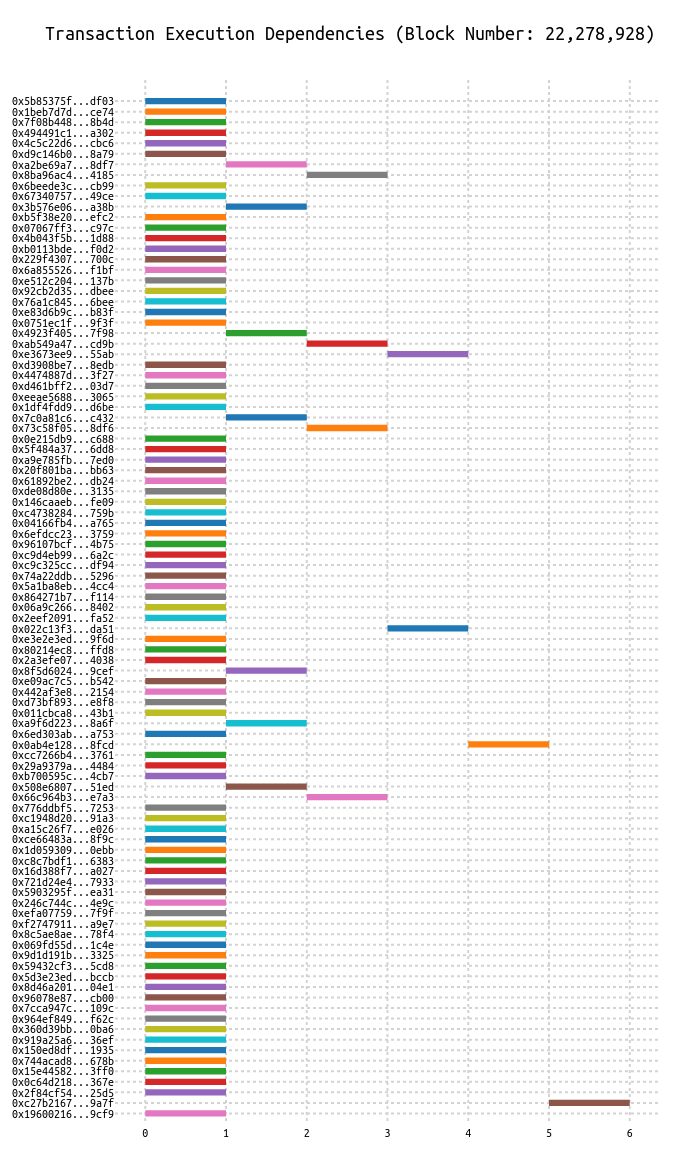 Transaction Execution Dependencies (Block Number: 22,278,928)
0x5b85375f...df03
0x1beb7d7d...ce74
0x7f08b448...8b4d
0x494491c1...a302
0x4c5c22d6...cbc6
0xd9c146b0...8a79
0xa2be69a7...8df7
0x8ba96ac4...4185
0x6beede3c...cb99
0x67340757...49ce
0x3b576e06...a38b
0xb5f38e20...efc2
0x07067ff3...c97c
0x4b043f5b...1d88
0xb0113bde...f0d2
0x229f4307...700c
0x6a855526...f1bf
0xe512c204...137b
0x92cb2d35...dbee
0x76a1c845...6bee
0xe83d6b9c...b83f
0x0751ec1f...9f3f
0x4923f405...7f98
0xab549a47...cd9b
0xe3673ee9...55ab
0xd3908be7...8edb
0x4474887d...3f27
0xd461bff2...03d7
0xeeae5688...3065
0x1df4fdd9...d6be
0x7c0a81c6...c432
0x73c58f05...8df6
0x0e215db9...c688
0x5f484a37...6dd8
0xa9e785fb...7ed0
0x20f801ba...bb63
0x61892be2...db24
0xde08d80e...3135
0x146caaeb...fe09
0xc4738284...759b
0x04166fb4...a765
0x6efdcc23...3759
0x96107bcf...4b75
0xc9d4eb99...6a2c
0xc9c325cc...df94
0x74a22ddb...5296
0x5a1ba8eb...4cc4
0x864271b7...f114
0x06a9c266...8402
0x2eef2091...fa52
0x022c13f3...da51
0xe3e2e3ed...9f6d
0x80214ec8...ffd8
0x2a3efe07...4038
0x8f5d6024...9cef
0xe09ac7c5...b542
0x442af3e8...2154
0xd73bf893...e8f8
0x011cbca8...43b1
0xa9f6d223...8a6f
0x6ed303ab...a753
0x0ab4e128...8fcd
0xcc7266b4...3761
0x29a9379a...4484
0xb700595c...4cb7
0x508e6807...51ed
0x66c964b3...e7a3
0x776ddbf5...7253
0xc1948d20...91a3
0xa15c26f7...e026
0xce66483a...8f9c
0x1d059309...0ebb
0xc8c7bdf1...6383
0x16d388f7...a027
0x721d24e4...7933
0x5903295f...ea31
0x246c744c...4e9c
0xefa07759...7f9f
0xf2747911...a9e7
0x8c5ae8ae...78f4
0x069fd55d...1c4e
0x9d1d191b...3325
0x59432cf3...5cd8
0x5d3e23ed...bccb
0x8d46a201...04e1
0x96078e87...cb00
0x7cca947c...109c
0x964ef849...f62c
0x360d39bb...0ba6
0x919a25a6...36ef
0x150ed8df...1935
0x744acad8...678b
0x15e44582...3ff0
0x0c64d218...367e
0x2f84cf54...25d5
0xc27b2167...9a7f
0x19600216...9cf9
0 1 2 3 4 5 6